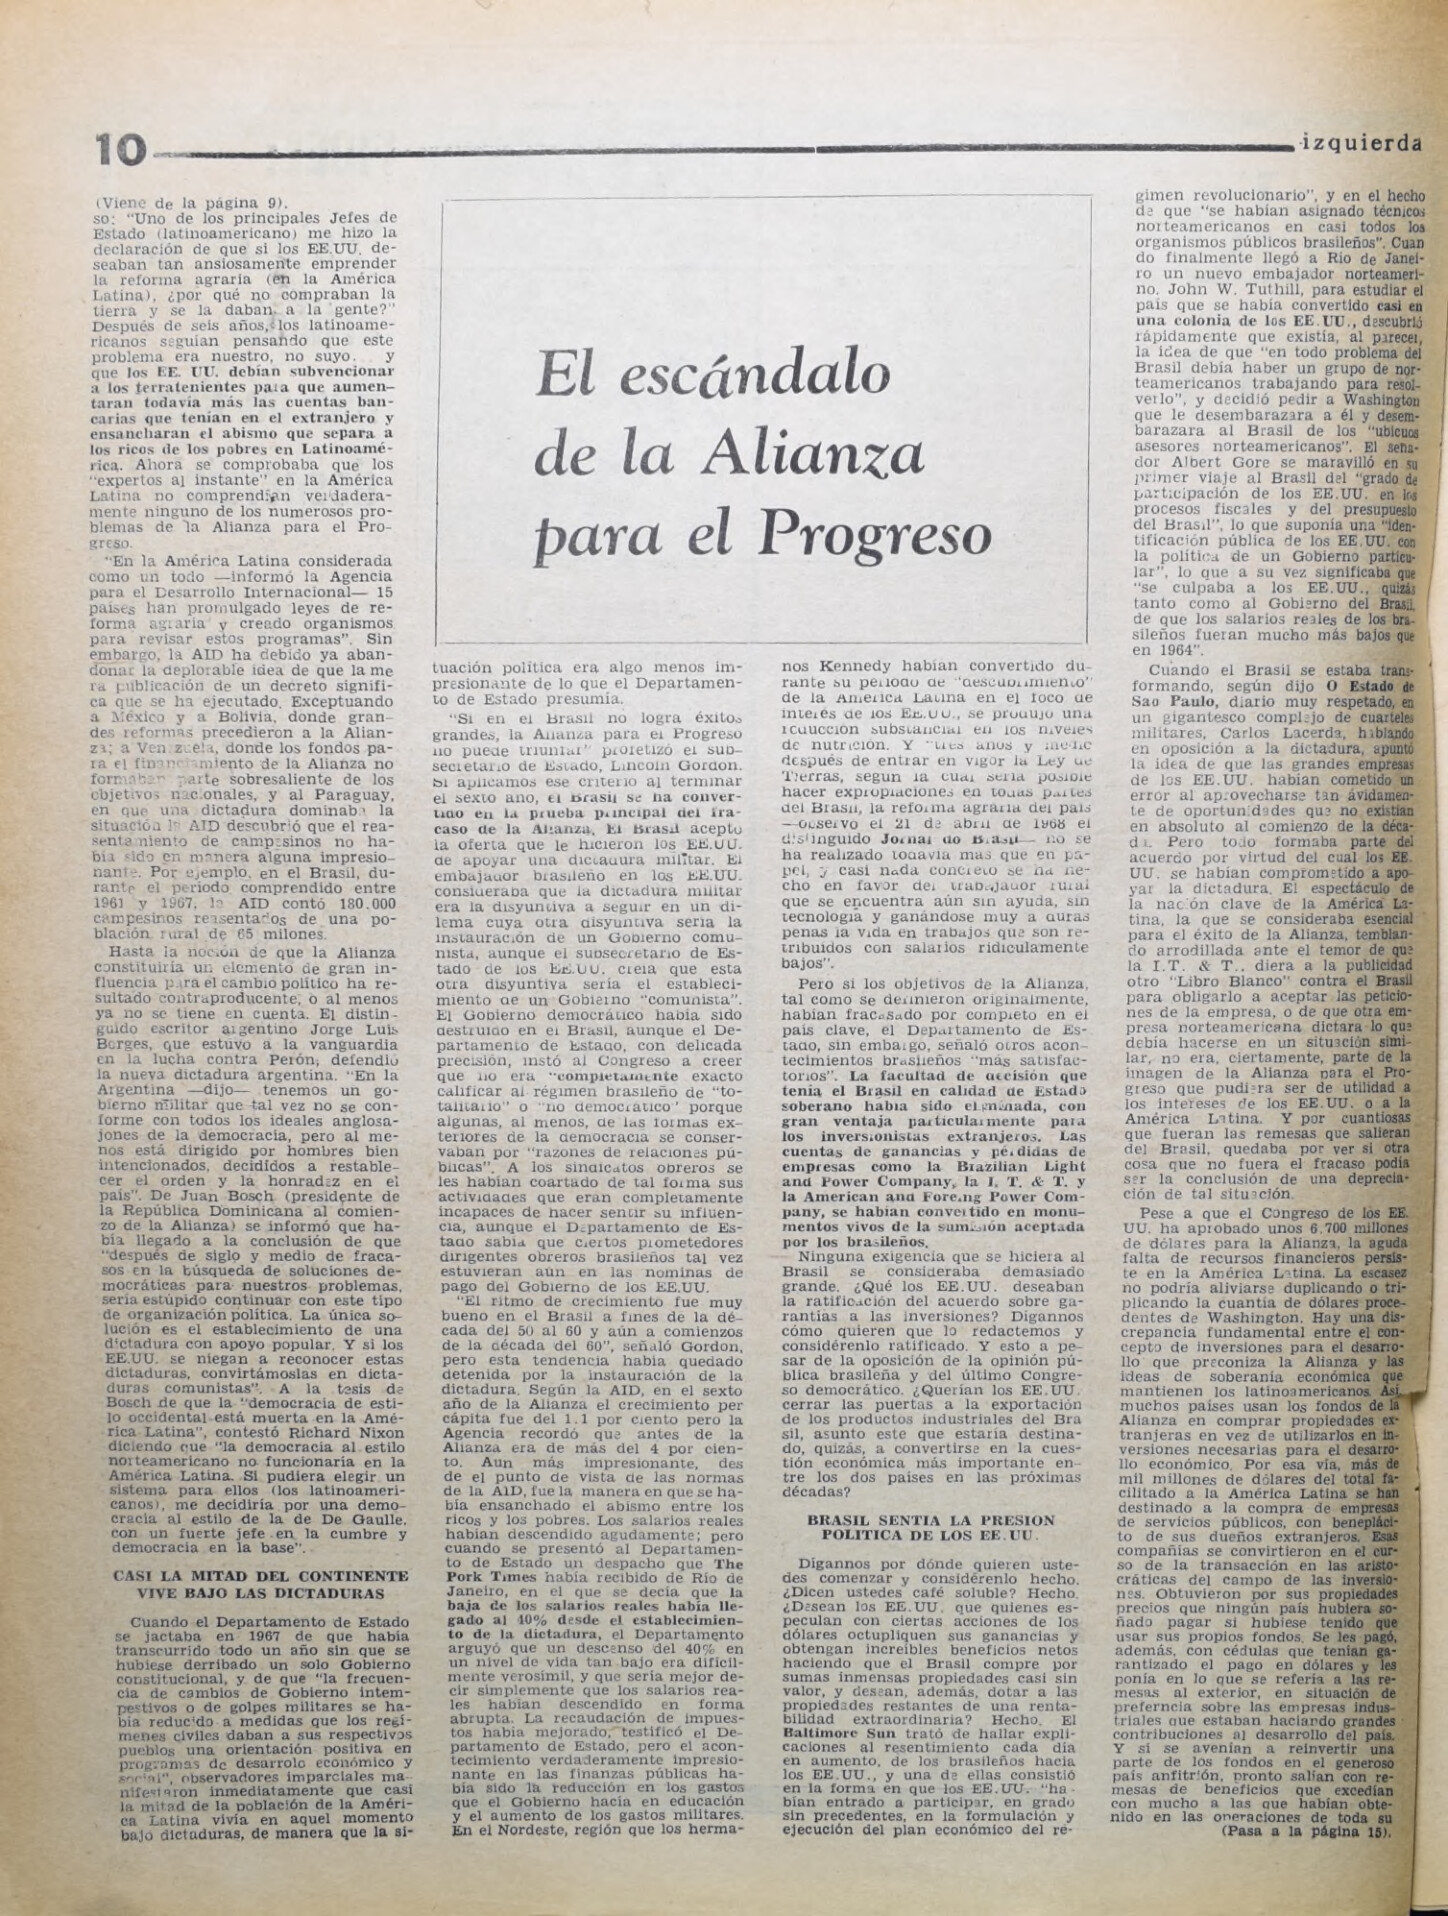 10
izquierda
(Viene de la página 9).
so: "Uno de los principales Jefes de
Estado (latinoamericano) me hizo la
declaración de que si los EE.UU. de-
seaban tan ansiosamente emprender
la reforma agraria (en la América
Latina), ¿por qué no compraban la
tierra y se la daban a la gente?"
Después de seis años, los latinoame-
ricanos seguían pensando que este
problema era nuestro, no suyo. y
que los EE. UU. debían subvencionar
a los terratenientes para que aumen-
taran todavía más las cuentas ban-
carias que tenían en el extranjero y
ensancharan el abismo que separa a
los ricos de los pobres en Latinoamé-
rica. Ahora se comprobaba que los
"expertos al instante" en la América
Latina no comprendían verdadera-
mente ninguno de los numerosos pro-
blemas de la Alianza para el Pro-
greso.
"En la América Latina considerada
como un todo —informó la Agencia
para el Desarrollo Internacional— 15
países han promulgado leyes de re-
forma agraria y creado organismos
para revisar estos programas". Sin
embargo, la AID ha debido ya aban-
donar la deplorable idea de que la me
ra publicación de un decreto signifi-
ca que se ha ejecutado. Exceptuando
a México y a Bolivia, donde gran-
des reformas precedieron a la Alian-
za; a Venezuela, donde los fondos pa-
ra el financiamiento de la Alianza no
formaban parte sobresaliente de los
objetivos nacionales, y al Paraguay,
en que una dictadura dominaba la
situación la AID descubrió que el rea-
sentamiento de campesinos no ha-
bía sido en manera alguna impresio-
nante. Por ejemplo, en el Brasil, du-
rante el período comprendido entre
1961 y 1967, la AID contó 180.000
campesinos reasentados de una po-
blación rural de 65 milones.
Hasta la noción de que la Alianza
constituiría un elemento de gran in-
fluencia para el cambio político ha re-
sultado contraproducente, o al menos
ya no se tiene en cuenta. El distin-
guido escritor argentino Jorge Luis
Borges, que estuvo a la vanguardia
en la lucha contra Perón, defendió
la nueva dictadura argentina. "En la
Argentina —dijo— tenemos un go-
bierno militar que tal vez no se con-
forme con todos los ideales anglosa-
jones de la democracia, pero al me-
nos está dirigido por hombres bien
intencionados, decididos a restable-
cer el orden y la honradez en el
país". De Juan Bosch (presidente de
la República Dominicana al comien-
zo de la Alianza) se informó que ha-
bía llegado a la conclusión de que
"después de siglo y medio de fraca-
sos en la búsqueda de soluciones de-
mocráticas para nuestros problemas,
sería estúpido continuar con este tipo
de organización política. La única so-
lución es el establecimiento de una
dictadura con apoyo popular. Y si los
EE.UU. se niegan a reconocer estas
dictaduras, convirtámoslas en dicta-
duras comunistas". A la tesis de
Bosch de que la "democracia de esti-
lo occidental está muerta en la Amé-
rica Latina", contestó Richard Nixon
diciendo que "la democracia al estilo
norteamericano no funcionaría en la
América Latina. Si pudiera elegir un
sistema para ellos (los latinoameri-
canos), me decidiría por una demo-
cracia al estilo de la de De Gaulle.
con un fuerte jefe en la cumbre y
democracia en la base".
CASI LA MITAD DEL CONTINENTE
VIVE BAJO LAS DICTADURAS
Cuando el Departamento de Estado
se jactaba en 1967 de que había
transcurrido todo un año sin que se
hubiese derribado un solo Gobierno
constitucional, y de que "la frecuen-
cia de cambios de Gobierno intem-
pestivos o de golpes militares se ha-
bía reducido a medidas que los regí-
menes civiles daban a sus respectivos
pueblos una orientación positiva en
programas de desarrolo económico y
social", observadores imparciales ma-
nifestaron inmediatamente que casi
la mitad de la población de la Améri-
ca Latina vivía en aquel momento
bajo dictaduras, de manera que la si-
El escándalo
de la Alianza
para el Progreso
tuación política era algo menos im-
presionante de lo que el Departamen-
to de Estado presumía.
"Si en el Brasil no logra éxitos
grandes, la Alianza para el Progreso
no puede triunfar" profetizó el sub-
secretario de Estado, Lincoln Gordon.
Si aplicamos ese criterio al terminar
el sexto año, el Brasil se ha conver-
tido en la prueba principal del fra-
caso de la Alianza. El Brasil aceptó
la oferta que le hicieron los EE.UU.
de apoyar una dictadura militar. El
embajador brasileño en los EE.UU.
consideraba que la dictadura militar
era la disyuntiva a seguir en un di-
lema cuya otra disyuntiva sería la
instauración de un Gobierno comu-
nista, aunque el subsecretario de Es-
tado de los EE.UU. creía que esta
otra disyuntiva sería el estableci-
miento de un Gobierno "comunista".
El Gobierno democrático había sido
destruido en el Brasil, aunque el De-
partamento de Estado, con delicada
precisión, instó al Congreso a creer
que no era "completamente exacto
calificar al régimen brasileño de "to-
talitario" o "no democrático" porque
algunas, al menos, de las formas ex-
teriores de la democracia se conser-
vaban por "razones de relaciones pú-
blicas". A los sindicatos obreros se
les habían coartado de tal forma sus
actividades que eran completamente
incapaces de hacer sentir su influen-
cia, aunque el Departamento de Es-
tado sabía que ciertos prometedores
dirigentes obreros brasileños tal vez
estuvieran aún en las nóminas de
pago del Gobierno de los EE.UU.
"El ritmo de crecimiento fue muy
bueno en el Brasil a fines de la dé-
cada del 50 al 60 y aún a comienzos
de la década del 60", señaló Gordon,
pero esta tendencia había quedado
detenida por la instauración de la
dictadura. Según la AID, en el sexto
año de la Alianza el crecimiento per
cápita fue del 1.1 por ciento pero la
Agencia recordó que antes de la
Alianza era de más del 4 por cien-
to. Aun más impresionante, des
de el punto de vista de las normas
de la AID, fue la manera en que se ha-
bía ensanchado el abismo entre los
ricos y los pobres. Los salarios reales
habían descendido agudamente; pero
cuando se presentó al Departamen-
to de Estado un despacho que The
Pork Times había recibido de Río de
Janeiro, en el que se decía que la
baja de los salarios reales había lle-
gado al 40% desde el establecimien-
to de la dictadura, el Departamento
arguyó que un descenso del 40% en
un nivel de vida tan bajo era difícil-
mente verosímil, y que sería mejor de-
cir simplemente que los salarios rea-
les habían descendido en forma
abrupta. La recaudación de impues-
tos había mejorado, testificó el De-
partamento de Estado, pero el acon-
tecimiento verdaderamente impresio-
nante en las finanzas públicas ha-
bía sido la reducción en los gastos
que el Gobierno hacía en educación
y el aumento de los gastos militares.
En el Nordeste, región que los herma-
nos Kennedy habían convertido du-
rante su período de "descubrimiento"
de la América Latina en el foco de
interés de los EE.UU., se produjo una
reducción substancial en los niveles
de nutrición. Y "tres años y medio
después de entrar en vigor la Ley de
Tierras, según la cual sería posible
hacer expropiaciones en todas partes
del Brasil, la reforma agraria del país
—observó el 21 de abril de 1968 el
distinguido Jornal do Brasil— no se
ha realizado todavía más que en pa-
pel, y casi nada concreto se ha he-
cho en favor del trabajador rural
que se encuentra aún sin ayuda, sin
tecnología y ganándose muy a duras
penas la vida en trabajos que son re-
tribuidos con salarios ridículamente
bajos".
Pero si los objetivos de la Alianza,
tal como se definieron originalmente,
habían fracasado por completo en el
país clave, el Departamento de Es-
tado, sin embargo, señaló otros acon-
tecimientos brasileños "más satisfac-
torios". La facultad de decisión que
tenía el Brasil en calidad de Estado
soberano había sido eliminada, con
gran ventaja particularmente para
los inversionistas extranjeros. Las
cuentas de ganancias y pérdidas de
empresas como la Brazilian Light
and Power Company, la I. T. & T. y
la American and Foreing Power Com-
pany, se habían convertido en monu-
mentos vivos de la sumisión aceptada
por los brasileños.
Ninguna exigencia que se hiciera al
Brasil se consideraba demasiado
grande. ¿Qué los EE.UU. deseaban
la ratificación del acuerdo sobre ga-
rantías a las inversiones? Digannos
cómo quieren que lo redactemos y
considérenlo ratificado. Y esto a pe-
sar de la oposición de la opinión pú-
blica brasileña y del último Congre-
so democrático. ¿Querían los EE.UU.
cerrar las puertas a la exportación
de los productos industriales del Bra
sil, asunto este que estaría destina-
do, quizás, a convertirse en la cues-
tión económica más importante en-
tre los dos países en las próximas
décadas?
BRASIL SENTIA LA PRESION
POLITICA DE LOS EE.UU.
Digannos por dónde quieren uste-
des comenzar y considérenlo hecho.
¿Dicen ustedes café soluble? Hecho.
¿Desean los EE.UU. que quienes es-
peculan con ciertas acciones de los
dólares octupliquen sus ganancias y
obtengan increíbles beneficios netos
haciendo que el Brasil compre por
sumas inmensas propiedades casi sin
valor, y desean, además, dotar a las
propiedades restantes de una renta-
bilidad extraordinaria? Hecho. El
Baltimore Sun trató de hallar expli-
caciones al resentimiento cada día
en aumento, de los brasileños hacia
los EE.UU., y una de ellas consistió
en la forma en que los EE.UU. "ha-
bían entrado a participar, en grado
sin precedentes, en la formulación y
ejecución del plan económico del ré-
gimen revolucionario", y en el hecho
de que "se habían asignado técnicos
norteamericanos en casi todos los
organismos públicos brasileños". Cuan
do finalmente llegó a Río de Janei-
ro un nuevo embajador norteameri-
no, John W. Tuthill, para estudiar el
país que se había convertido casi en
una colonia de los EE.UU., descubrió
rápidamente que existía, al parecer,
la idea de que "en todo problema del
Brasil debía haber un grupo de nor-
teamericanos trabajando para resol-
verlo", y decidió pedir a Washington
que le desembarazara a él y desem-
barazara al Brasil de los "ubicuos
asesores norteamericanos". El sena-
dor Albert Gore se maravilló en su
primer viaje al Brasil del "grado de
participación de los EE.UU. en los
procesos fiscales y del presupuesto
del Brasil", lo que suponía una "iden-
tificación pública de los EE.UU. con
la política de un Gobierno particu-
lar", lo que a su vez significaba que
"se culpaba a los EE.UU., quizás
tanto como al Gobierno del Brasil,
de que los salarios reales de los bra-
sileños fueran mucho más bajos que
en 1964".
Cuando el Brasil se estaba trans-
formando, según dijo O Estado de
Sao Paulo, diario muy respetado, en
un gigantesco complejo de cuarteles
militares, Carlos Lacerda, hablando
en oposición a la dictadura, apuntó
la idea de que las grandes empresas
de los EE.UU. habían cometido un
error al aprovecharse tan ávidamen-
te de oportunidades que no existían
en absoluto al comienzo de la déca-
da. Pero todo formaba parte del
acuerdo por virtud del cual los EE.
UU. se habían comprometido a apo-
yar la dictadura. El espectáculo de
la nación clave de la América La-
tina, la que se consideraba esencial
para el éxito de la Alianza, temblan-
do arrodillada ante el temor de que
la I.T. & T., diera a la publicidad
otro "Libro Blanco" contra el Brasil
para obligarlo a aceptar las peticio-
nes de la empresa, o de que otra em-
presa norteamericana dictara lo que
debía hacerse en un situación simi-
lar, no era, ciertamente, parte de la
imagen de la Alianza para el Pro-
greso que pudiera ser de utilidad a
los intereses de los EE.UU. o a la
América Latina. Y por cuantiosas
que fueran las remesas que salieran
del Brasil, quedaba por ver si otra
cosa que no fuera el fracaso podía
ser la conclusión de una deprecia-
ción de tal situación.
Pese a que el Congreso de los EE.
UU. ha aprobado unos 6.700 millones
de dólares para la Alianza, la aguda
falta de recursos financieros persis-
te en la América Latina. La escasez
no podría aliviarse duplicando o tri-
plicando la cuantía de dólares proce-
dentes de Washington. Hay una dis-
crepancia fundamental entre el con-
cepto de inversiones para el desarro-
llo que preconiza la Alianza y las
ideas de soberanía económica que
mantienen los latinoamericanos. Así,
muchos países usan los fondos de la
Alianza en comprar propiedades ex-
tranjeras en vez de utilizarlos en in-
versiones necesarias para el desarro-
llo económico. Por esa vía, más de
mil millones de dólares del total fa-
cilitado a la América Latina se han
destinado a la compra de empresas
de servicios públicos, con benepláci-
to de sus dueños extranjeros. Esas
compañías se convirtieron en el cur-
so de la transacción en las aristo-
cráticas del campo de las inversio-
nes. Obtuvieron por sus propiedades
precios que ningún país hubiera so-
ñado pagar si hubiese tenido que
usar sus propios fondos. Se les pagó,
además, con cédulas que tenían ga-
rantizado el pago en dólares y les
ponía en lo que se refería a las re-
mesas al exterior, en situación de
preferncia sobre las empresas indus-
triales que estaban haciando grandes
contribuciones al desarrollo del país.
Y si se avenían a reinvertir una
parte de los fondos en el generoso
país anfitrión, pronto salían con re-
mesas de beneficios que excedían
con mucho a las que habían obte-
nido en las operaciones de toda su
(Pasa a la página 15).